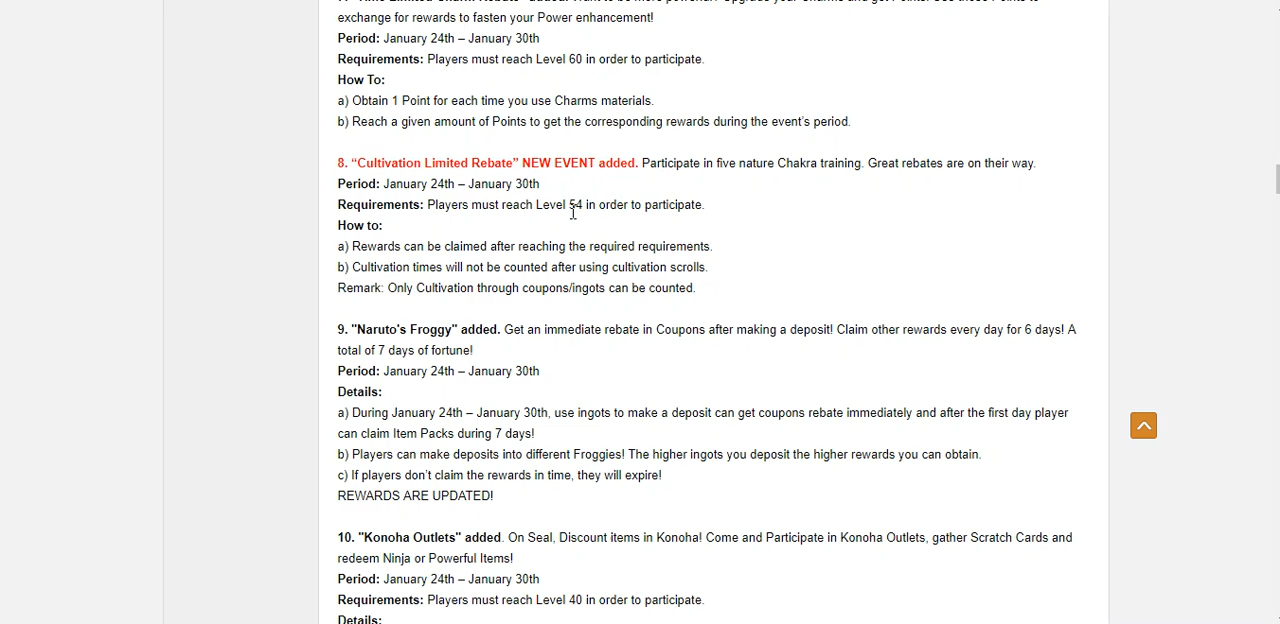 exchange for rewards to fasten your Power enhancement!
Period: January 24th – January 30th
Requirements: Players must reach Level 60 in order to participate.
How To:
a) Obtain 1 Point for each time you use Charms materials.
b) Reach a given amount of Points to get the corresponding rewards during the event's period.
8. “Cultivation Limited Rebate” NEW EVENT added. Participate in five nature Chakra training. Great rebates are on their way.
Period: January 24th – January 30th
Requirements: Players must reach Level 54 in order to participate.
How to:
a) Rewards can be claimed after reaching the required requirements.
b) Cultivation times will not be counted after using cultivation scrolls.
Remark: Only Cultivation through coupons/ingots can be counted.
9. "Naruto's Froggy" added. Get an immediate rebate in Coupons after making a deposit! Claim other rewards every day for 6 days! A
total of 7 days of fortune!
Period: January 24th – January 30th
Details:
a) During January 24th – January 30th, use ingots to make a deposit can get coupons rebate immediately and after the first day player
can claim Item Packs during 7 days!
b) Players can make deposits into different Froggies! The higher ingots you deposit the higher rewards you can obtain.
c) If players don’t claim the rewards in time, they will expire!
REWARDS ARE UPDATED!
10. "Konoha Outlets" added. On Seal, Discount items in Konoha! Come and Participate in Konoha Outlets, gather Scratch Cards and
redeem Ninja or Powerful Items!
Period: January 24th – January 30th
Requirements: Players must reach Level 40 in order to participate.
Details: